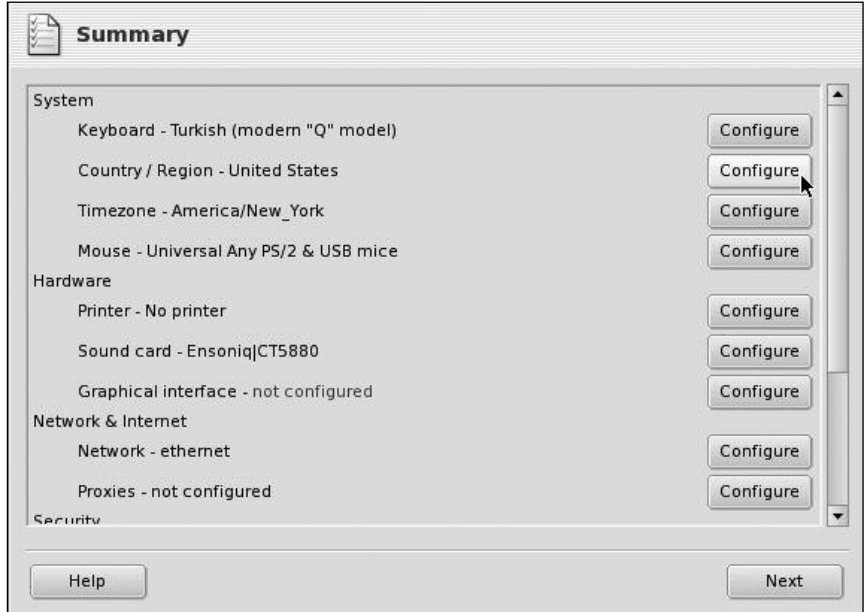 Summary
System
Keyboard - Turkish (modern "Q" model) Configure
Country / Region - United States Configure
Timezone - America/New_York Configure
Mouse - Universal Any PS/2 & USB mice Configure
Hardware
Printer - No printer Configure
Sound card - Ensoniq|CT5880 Configure
Graphical interface - not configured Configure
Network & Internet
Network - ethernet Configure
Proxies - not configured Configure
Security
Help Next